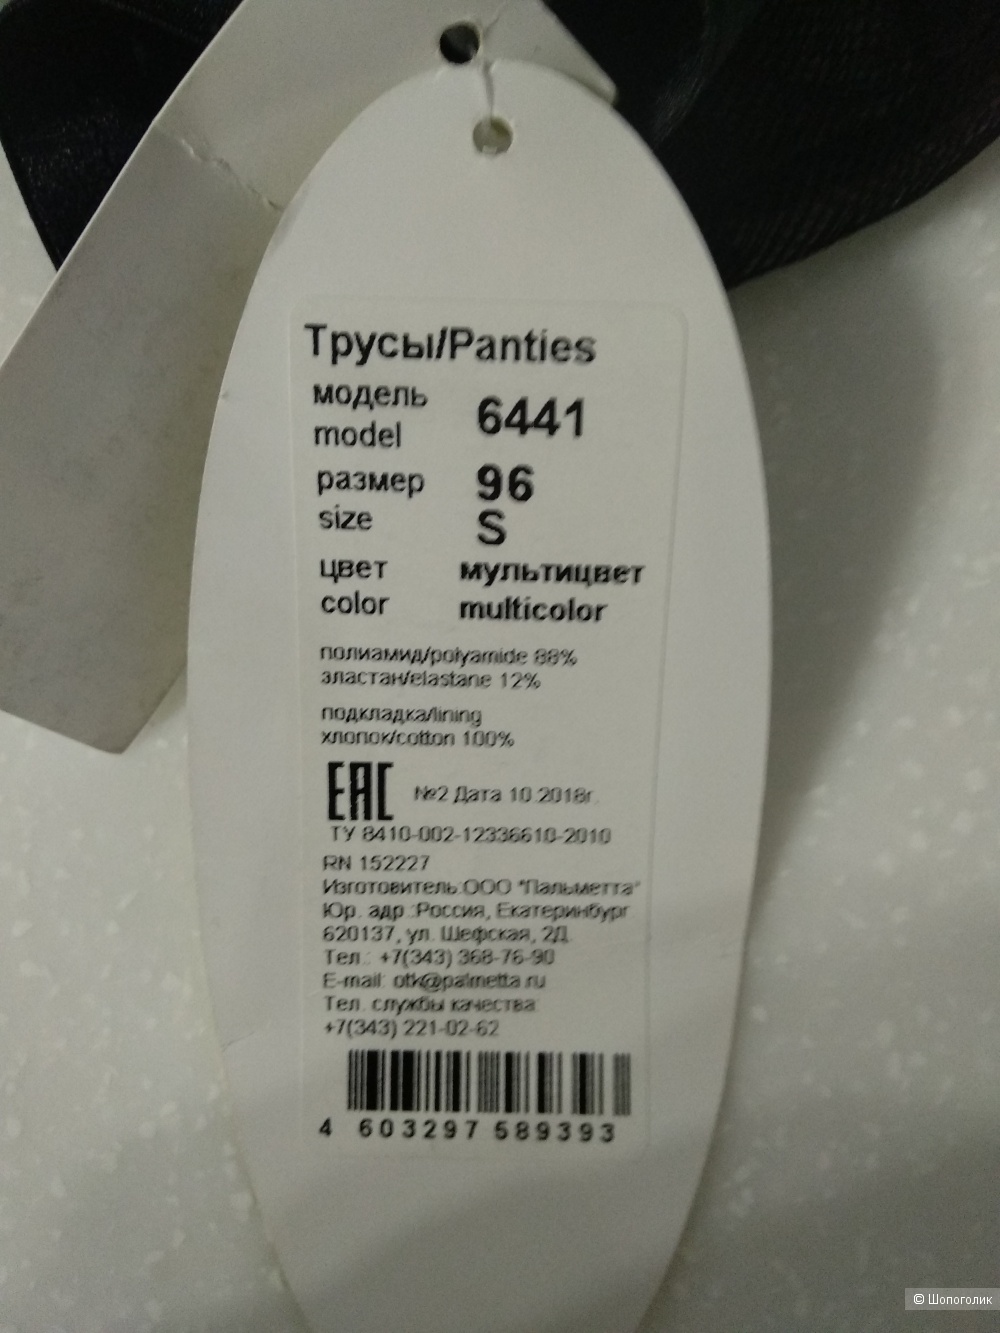 Трусы/Panties
модель
model
6441
размер
size
96
S
цвет
color
мультицвет
multicolor
полиамид/polyamide 88%
эластан/elastane 12%
подкладка/lining
хлопок/cotton 100%
ЕАС №2 Дата 10.2018г.
ТУ 8410-002-12336610-2010
RN 152227
Изготовитель:ООО "Пальметта"
Юр. адр.:Россия, Екатеринбург
620137, ул. Шефская, 2Д.
Тел.: +7(343) 368-76-90
E-mail: otk@palmetta.ru
Тел. службы качества:
+7(343) 221-02-62
4 603297 589393
© Шопоголик